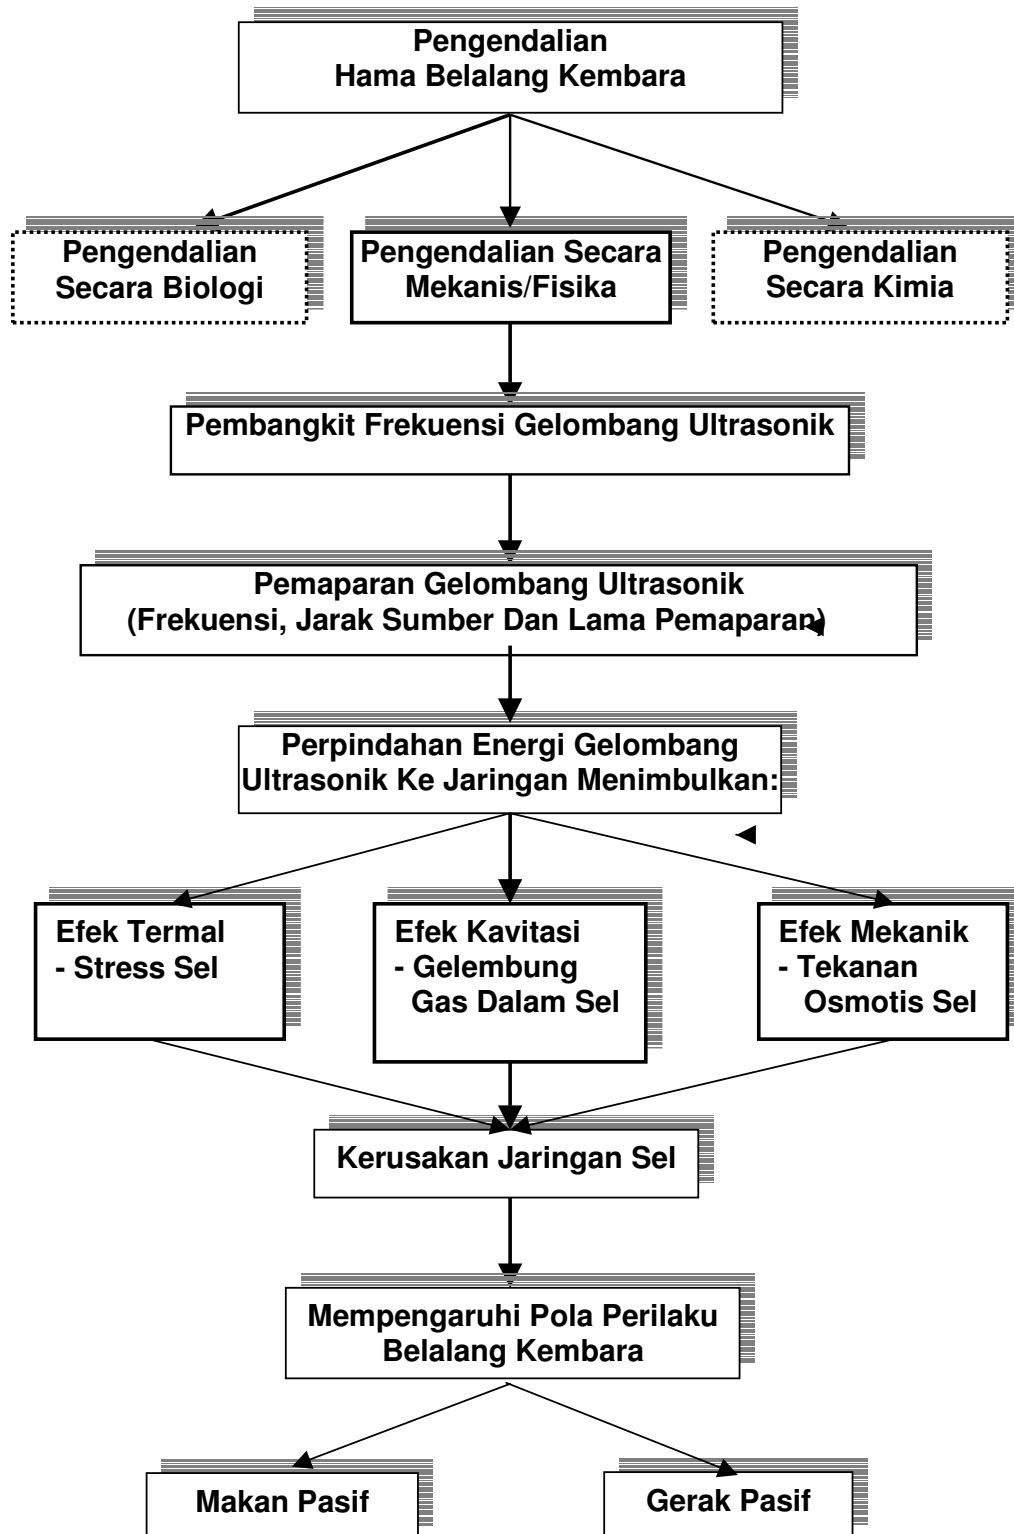 Pengendalian
Hama Belalang Kembara
Pengendalian
Secara Biologi
Pengendalian Secara
Mekanis/Fisika
Pengendalian
Secara Kimia
Pembangkit Frekuensi Gelombang Ultrasonik
Pemaparan Gelombang Ultrasonik
(Frekuensi, Jarak Sumber Dan Lama Pemaparan)
Perpindahan Energi Gelombang
Ultrasonik Ke Jaringan Menimbulkan:
Efek Termal
- Stress Sel
Efek Kavitasi
- Gelembung
Gas Dalam Sel
Efek Mekanik
- Tekanan
Osmotis Sel
Kerusakan Jaringan Sel
Mempengaruhi Pola Perilaku
Belalang Kembara
Makan Pasif
Gerak Pasif